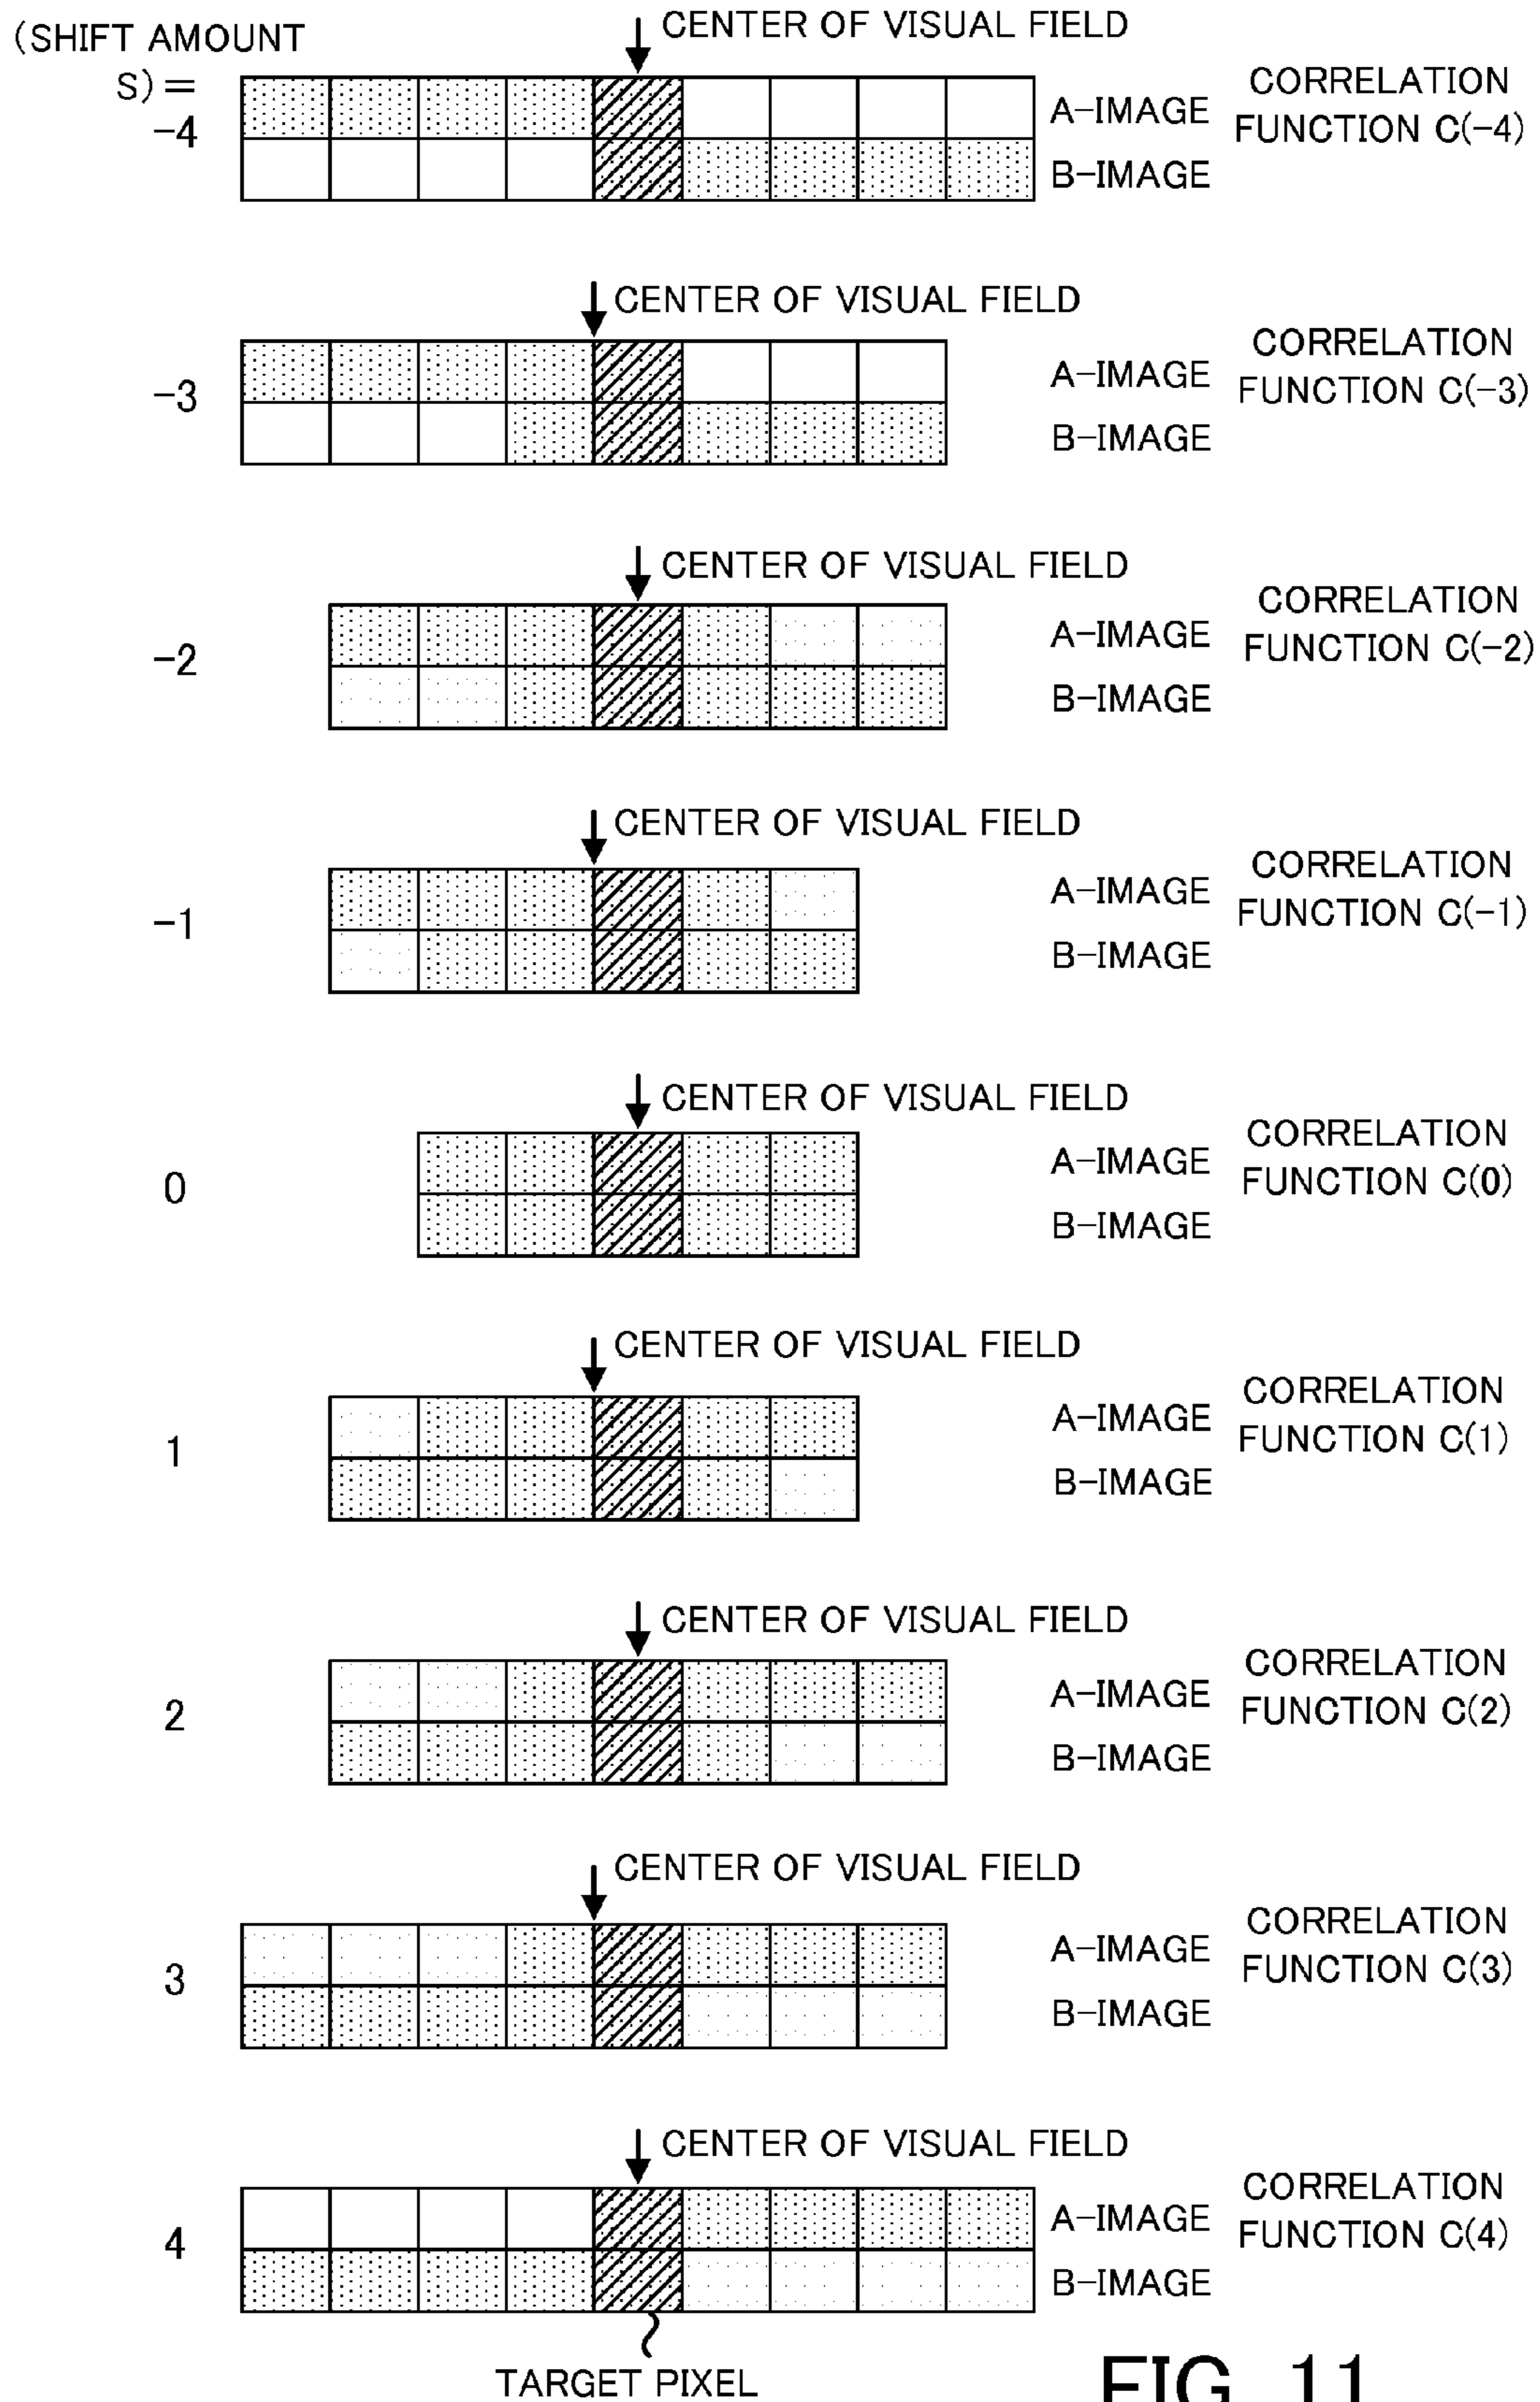 (SHIFT AMOUNT
S) =
CENTER OF VISUAL FIELD
-4
A-IMAGE
B-IMAGE
CORRELATION
FUNCTION C(-4)
CENTER OF VISUAL FIELD
-3
A-IMAGE
B-IMAGE
CORRELATION
FUNCTION C(-3)
CENTER OF VISUAL FIELD
-2
A-IMAGE
B-IMAGE
CORRELATION
FUNCTION C(-2)
CENTER OF VISUAL FIELD
-1
A-IMAGE
B-IMAGE
CORRELATION
FUNCTION C(-1)
CENTER OF VISUAL FIELD
0
A-IMAGE
B-IMAGE
CORRELATION
FUNCTION C(0)
CENTER OF VISUAL FIELD
1
A-IMAGE
B-IMAGE
CORRELATION
FUNCTION C(1)
CENTER OF VISUAL FIELD
2
A-IMAGE
B-IMAGE
CORRELATION
FUNCTION C(2)
CENTER OF VISUAL FIELD
3
A-IMAGE
B-IMAGE
CORRELATION
FUNCTION C(3)
CENTER OF VISUAL FIELD
4
A-IMAGE
B-IMAGE
CORRELATION
FUNCTION C(4)
TARGET PIXEL
FIG. 11